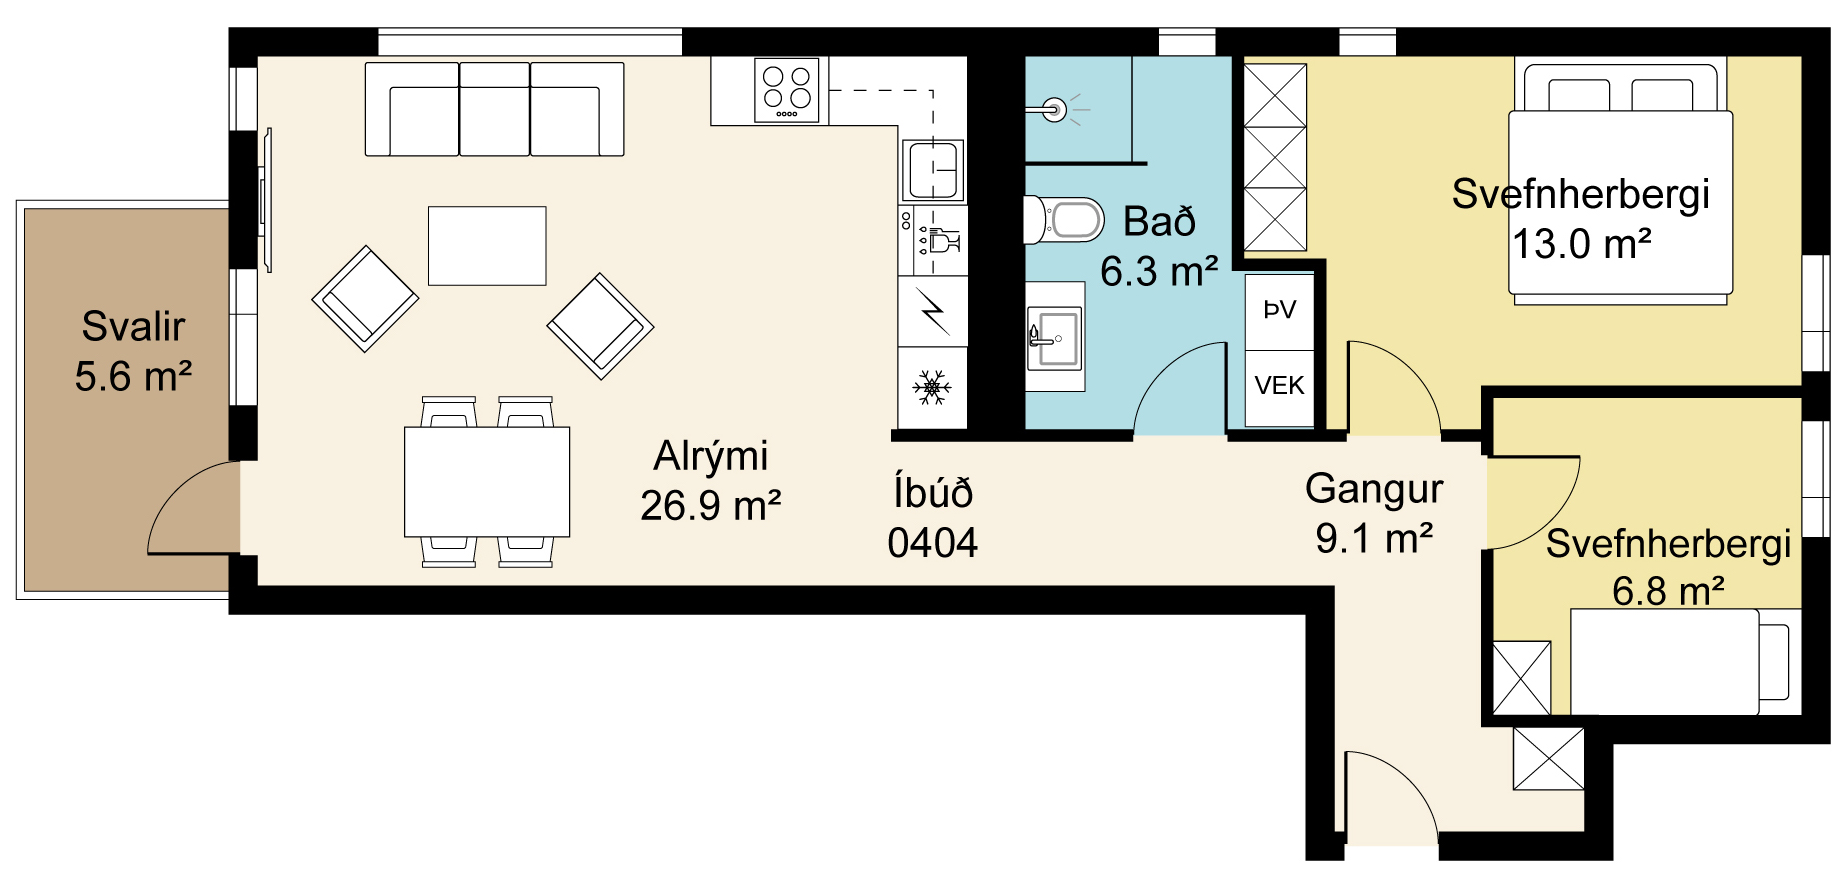 Svefnherbergi
13.0 m²
Bað
6.3 m²
ÞV
VEK
Svalir
5.6 m²
Alrými
26.9 m²
Íbúð
0404
Gangur
9.1 m²
Svefnherbergi
6.8 m²